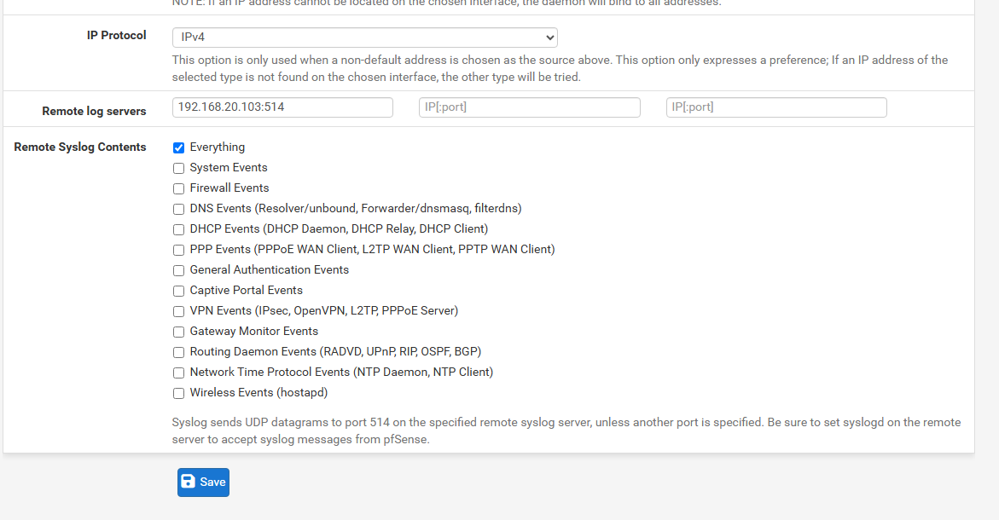 NOTE: If an IP address cannot be located on the chosen interface, the daemon will bind to all addresses.
IP Protocol
IPv4
This option is only used when a non-default address is chosen as the source above. This option only expresses a preference; If an IP address of the
selected type is not found on the chosen interface, the other type will be tried.
Remote log servers
192.168.20.103:514
IP[:port]
IP[:port]
Remote Syslog Contents
Everything
System Events
Firewall Events
DNS Events (Resolver/unbound, Forwarder/dnsmasq, filterdns)
DHCP Events (DHCP Daemon, DHCP Relay, DHCP Client)
PPP Events (PPPoE WAN Client, L2TP WAN Client, PPTP WAN Client)
General Authentication Events
Captive Portal Events
VPN Events (IPsec, OpenVPN, L2TP, PPPoE Server)
Gateway Monitor Events
Routing Daemon Events (RADVD, UPnP, RIP, OSPF, BGP)
Network Time Protocol Events (NTP Daemon, NTP Client)
Wireless Events (hostapd)
Syslog sends UDP datagrams to port 514 on the specified remote syslog server, unless another port is specified. Be sure to set syslogd on the remote
server to accept syslog messages from pfSense.
Save